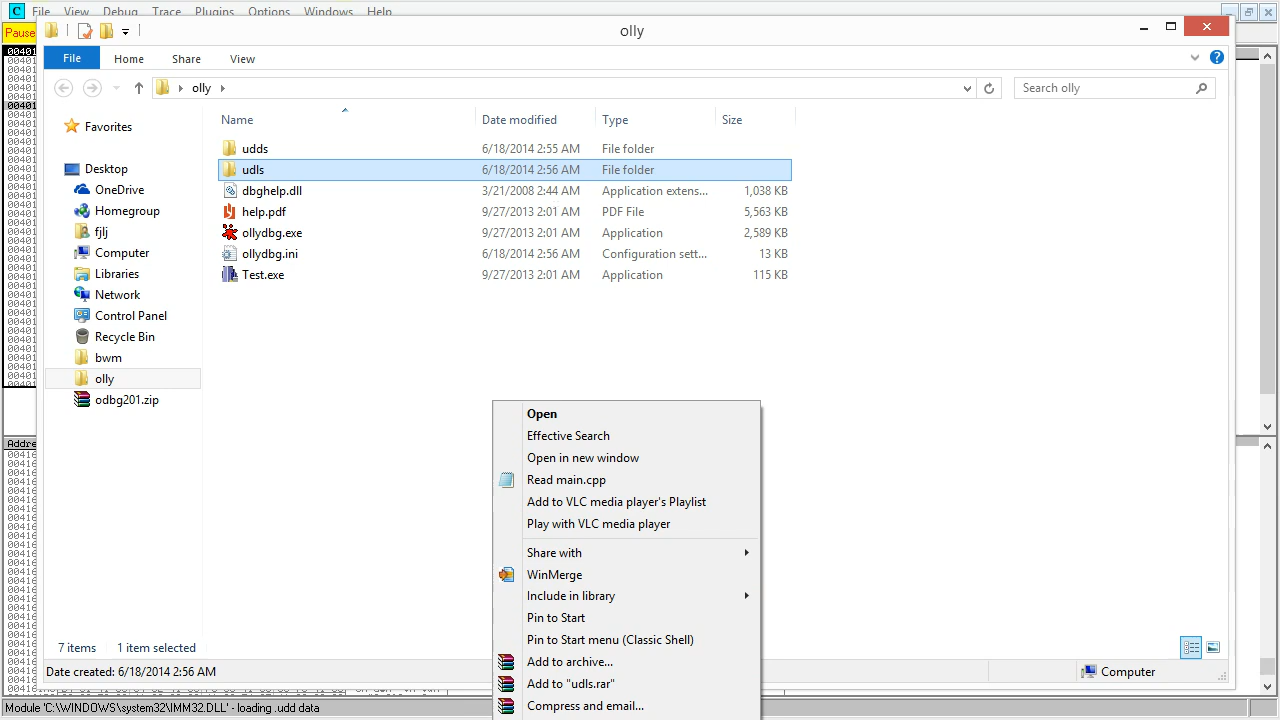 C File View Debug Trace Plugins Options Windows Help
olly
Pause
File Home Share View
olly
Search olly
Name Date modified Type Size
Favorites
udds 6/18/2014 2:55 AM File folder
Desktop
udls 6/18/2014 2:56 AM File folder
OneDrive
dbghelp.dll 3/21/2008 2:44 AM Application extens... 1,038 KB
Homegroup
help.pdf 9/27/2013 2:01 AM PDF File 5,563 KB
fjlj
ollydbg.exe 9/27/2013 2:01 AM Application 2,589 KB
Computer
ollydbg.ini 6/18/2014 2:56 AM Configuration sett... 13 KB
Libraries
Test.exe 9/27/2013 2:01 AM Application 115 KB
Network
Control Panel
Recycle Bin
bwm
olly
odbg201.zip
Open
Effective Search
Open in new window
Read main.cpp
Add to VLC media player's Playlist
Play with VLC media player
Share with
WinMerge
Include in library
Pin to Start
Pin to Start menu (Classic Shell)
Add to archive...
Add to "udls.rar"
Compress and email...
7 items 1 item selected
Date created: 6/18/2014 2:56 AM
Computer
Addre
Module 'C:\WINDOWS\system32\IMM32.DLL' - loading .udd data